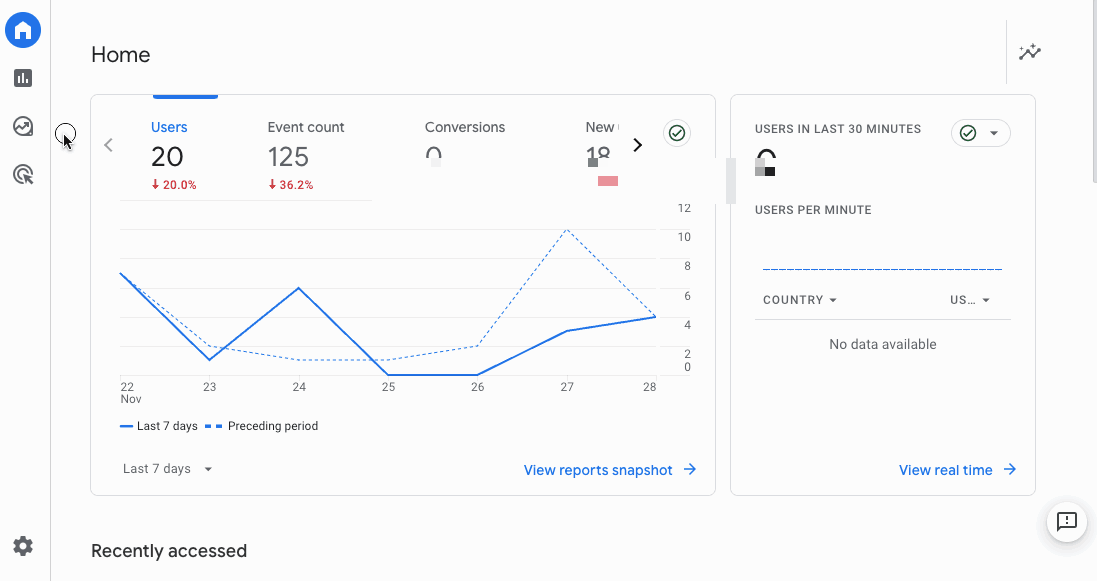 Home
Users
20
20.0%
Event count
125
36.2%
Conversions
0
New
18
12
10
8
6
4
2
0
22
Nov
23
24
25
26
27
28
Last 7 days
Preceding period
Last 7 days
View reports snapshot
USERS IN LAST 30 MINUTES
USERS PER MINUTE
COUNTRY
US…
No data available
View real time
Recently accessed